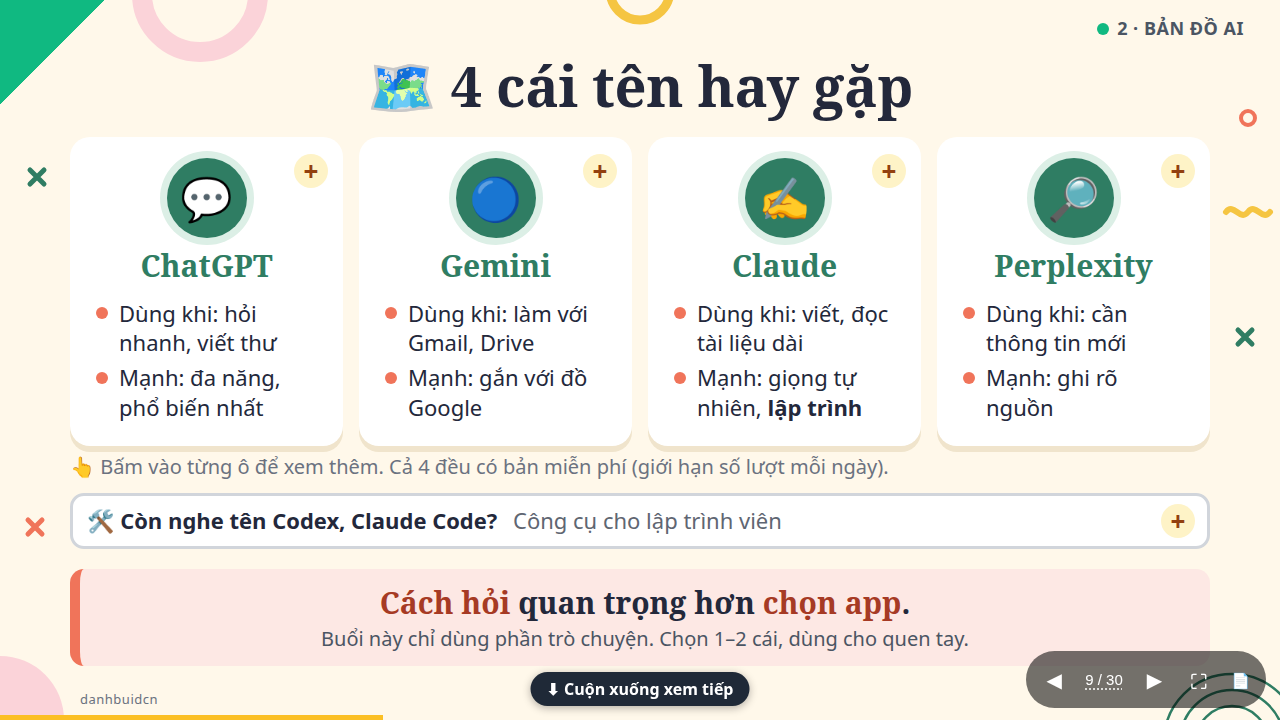 2 · BẢN ĐỒ AI
🗺️ 4 cái tên hay gặp
+
ChatGPT
Dùng khi: hỏi
nhanh, viết thư
Mạnh: đa năng,
phổ biến nhất
+
Gemini
Dùng khi: làm với
Gmail, Drive
Mạnh: gắn với đồ
Google
+
Claude
Dùng khi: viết, đọc
tài liệu dài
Mạnh: giọng tự
nhiên, lập trình
+
Perplexity
Dùng khi: cần
thông tin mới
Mạnh: ghi rõ
nguồn
👆 Bấm vào từng ô để xem thêm. Cả 4 đều có bản miễn phí (giới hạn số lượt mỗi ngày).
🛠️ Còn nghe tên Codex, Claude Code? Công cụ cho lập trình viên +
Cách hỏi quan trọng hơn chọn app.
Buổi này chỉ dùng phần trò chuyện. Chọn 1–2 cái, dùng cho quen tay.
⬇ Cuộn xuống xem tiếp
◀ 9 / 30 ▶
danhbuidcn